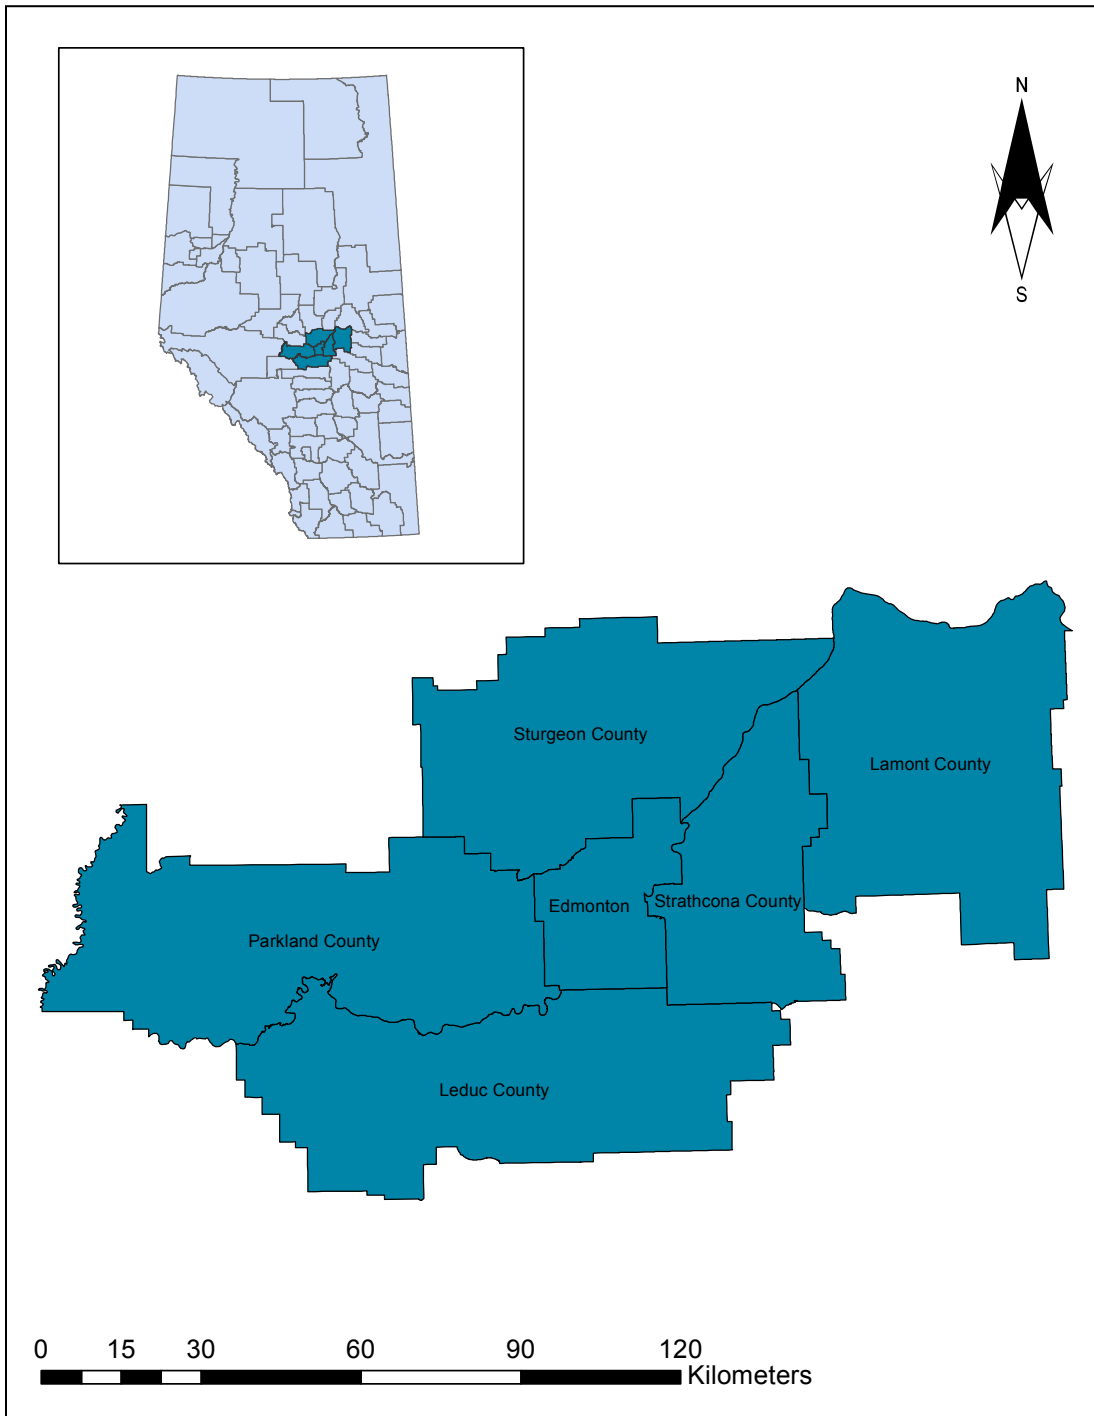 N
S
Sturgeon County
Lamont County
Edmonton
Strathcona County
Parkland County
Leduc County
0 15 30 60 90 120
Kilometers